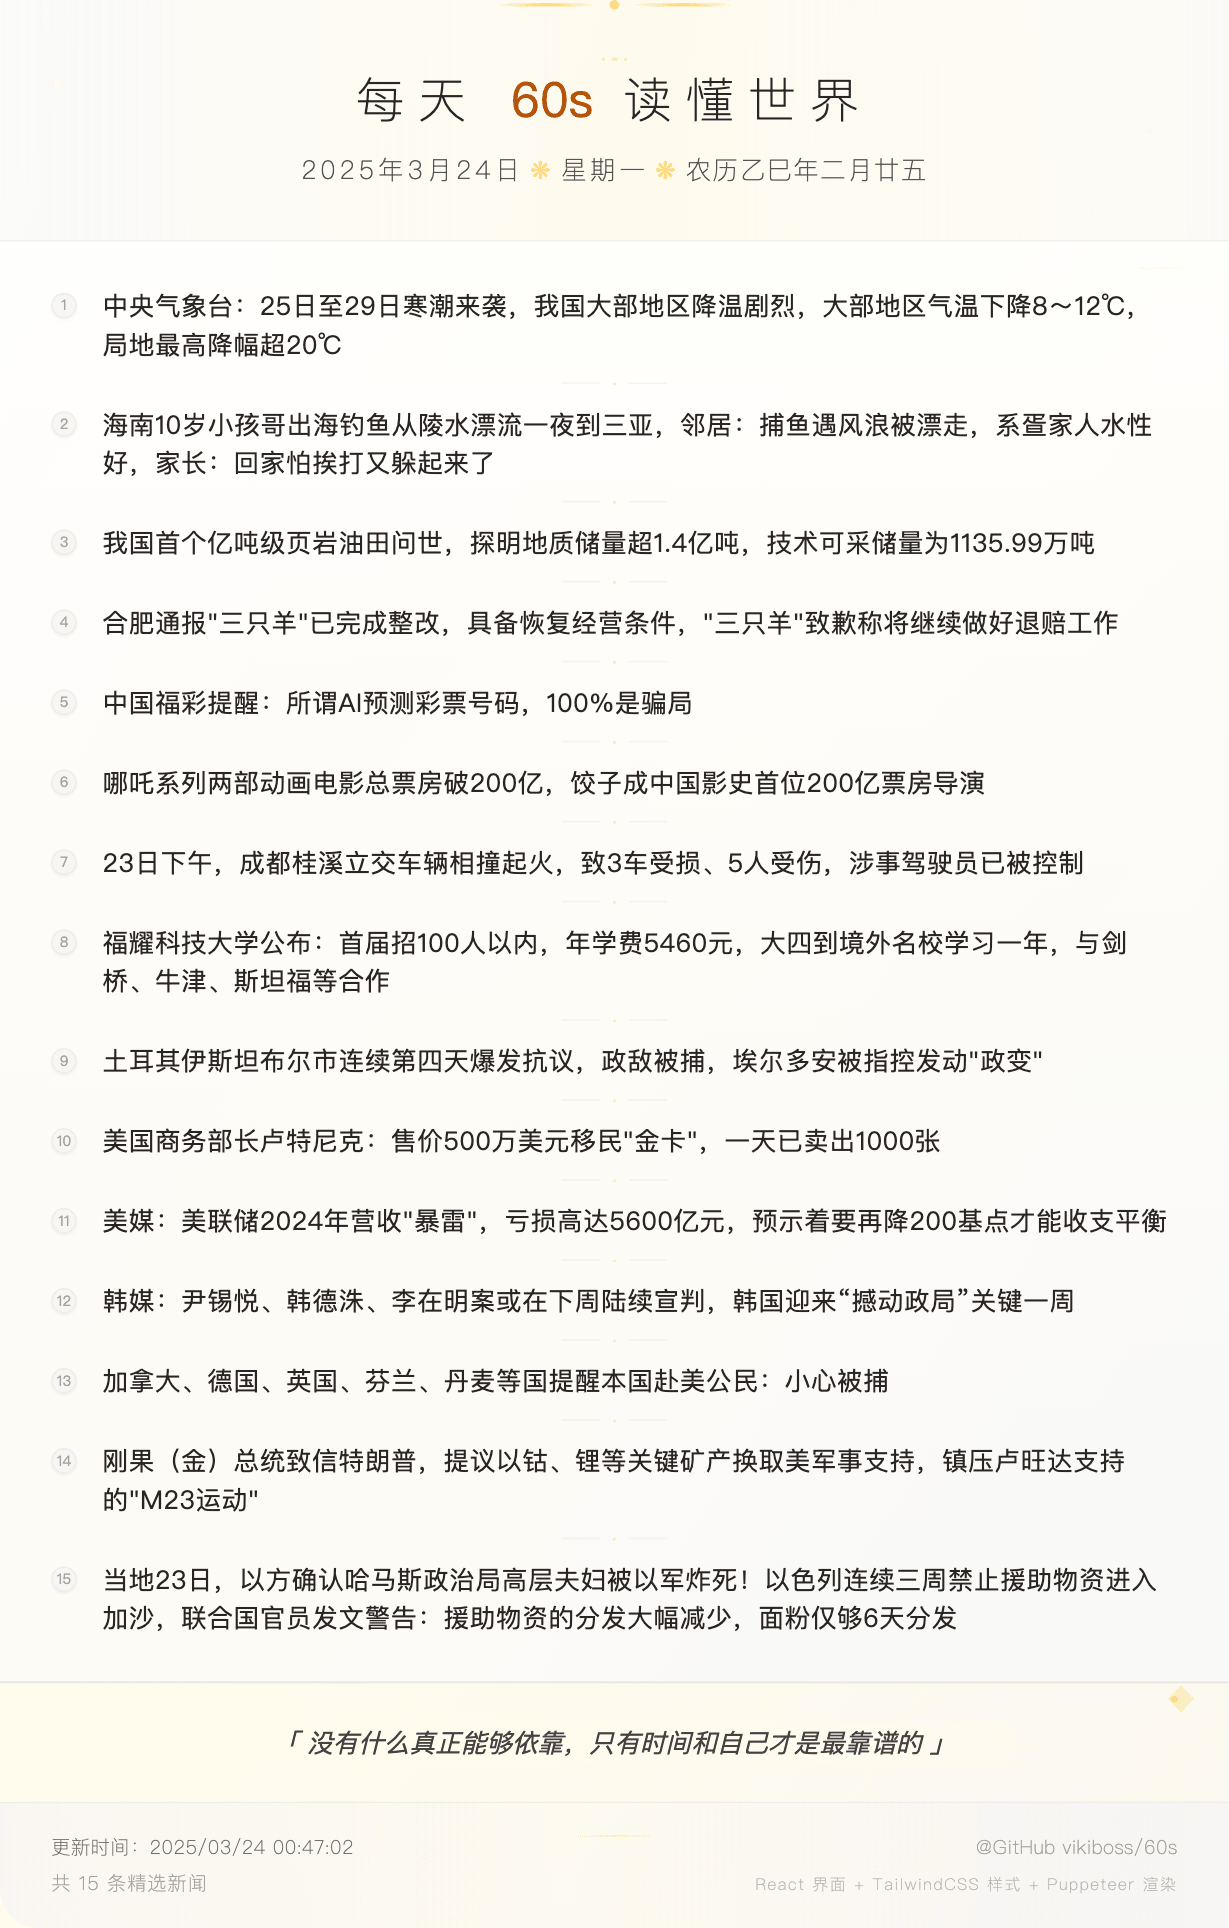 每天 60s 读懂世界
2025年3月24日 ❋ 星期一 ❋ 农历乙巳年二月廿五
1 中央气象台：25日至29日寒潮来袭，我国大部地区降温剧烈，大部地区气温下降8～12℃，
局地最高降幅超20℃
2 海南10岁小孩哥出海钓鱼从陵水漂流一夜到三亚，邻居：捕鱼遇风浪被漂走，系疍家人水性
好，家长：回家怕挨打又躲起来了
3 我国首个亿吨级页岩油田问世，探明地质储量超1.4亿吨，技术可采储量为1135.99万吨
4 合肥通报"三只羊"已完成整改，具备恢复经营条件，"三只羊"致歉称将继续做好退赔工作
5 中国福彩提醒：所谓AI预测彩票号码，100%是骗局
6 哪吒系列两部动画电影总票房破200亿，饺子成中国影史首位200亿票房导演
7 23日下午，成都桂溪立交车辆相撞起火，致3车受损、5人受伤，涉事驾驶员已被控制
8 福耀科技大学公布：首届招100人以内，年学费5460元，大四到境外名校学习一年，与剑
桥、牛津、斯坦福等合作
9 土耳其伊斯坦布尔市连续第四天爆发抗议，政敌被捕，埃尔多安被指控发动"政变"
10 美国商务部长卢特尼克：售价500万美元移民"金卡"，一天已卖出1000张
11 美媒：美联储2024年营收"暴雷"，亏损高达5600亿元，预示着要再降200基点才能收支平衡
12 韩媒：尹锡悦、韩德洙、李在明案或在下周陆续宣判，韩国迎来“撼动政局”关键一周
13 加拿大、德国、英国、芬兰、丹麦等国提醒本国赴美公民：小心被捕
14 刚果（金）总统致信特朗普，提议以钴、锂等关键矿产换取美军事支持，镇压卢旺达支持
的"M23运动"
15 当地23日，以方确认哈马斯政治局高层夫妇被以军炸死！以色列连续三周禁止援助物资进入
加沙，联合国官员发文警告：援助物资的分发大幅减少，面粉仅够6天分发
「 没有什么真正能够依靠，只有时间和自己才是最靠谱的 」
更新时间：2025/03/24 00:47:02
@GitHub vikiboss/60s
共 15 条精选新闻
React 界面 + TailwindCSS 样式 + Puppeteer 渲染